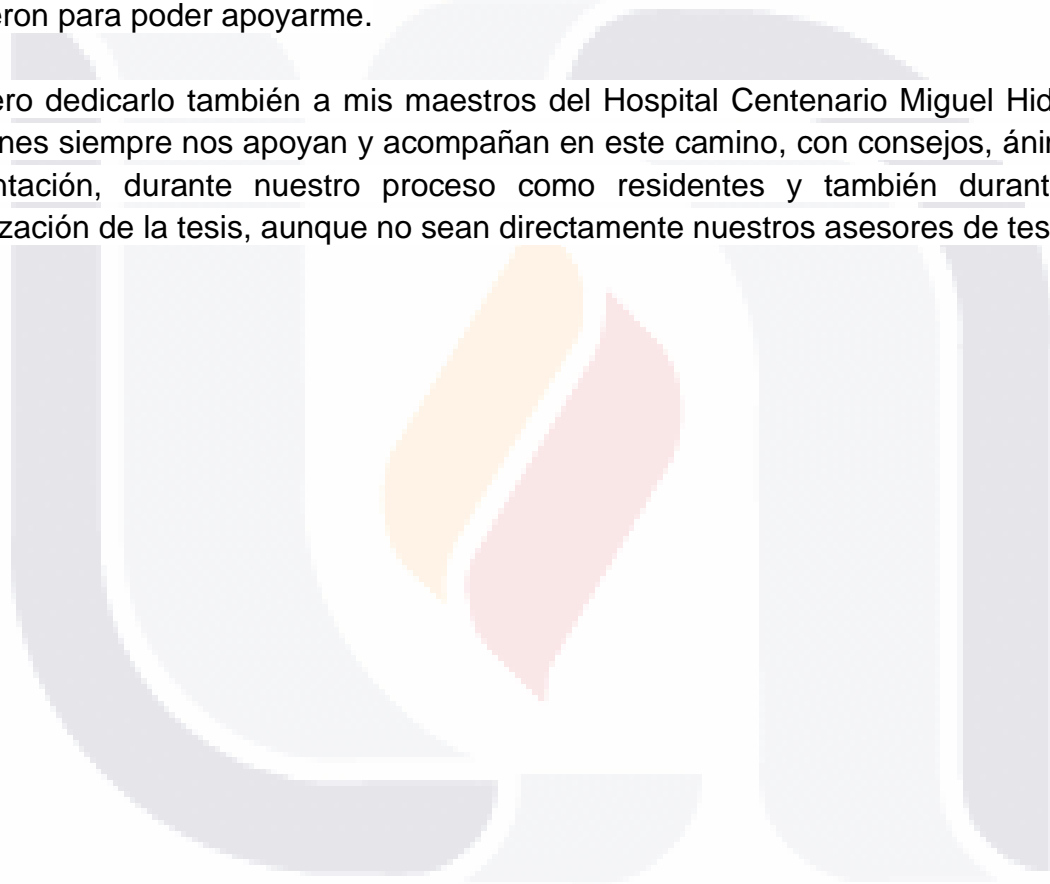 eron para poder apoyarme.
ero dedicarlo también a mis maestros del Hospital Centenario Miguel Hid
nes siempre nos apoyan y acompañan en este camino, con consejos, áni
ntación, durante nuestro proceso como residentes y también durant
zación de la tesis, aunque no sean directamente nuestros asesores de tes